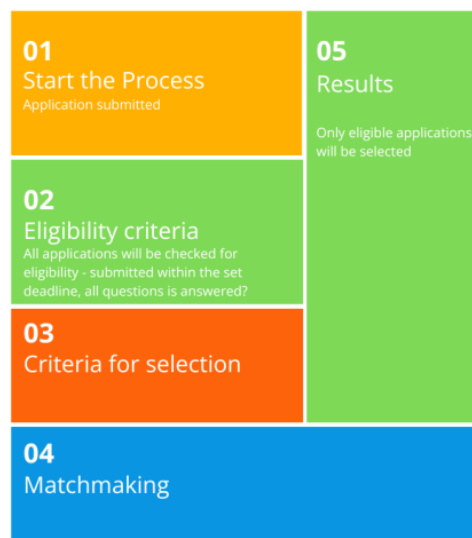 01
Start the Process
Application submitted
02
Eligibility criteria
All applications will be checked for
eligibility - submitted within the set
deadline, all questions is answered?
03
Criteria for selection
04
Matchmaking
05
Results
Only eligible applications
will be selected